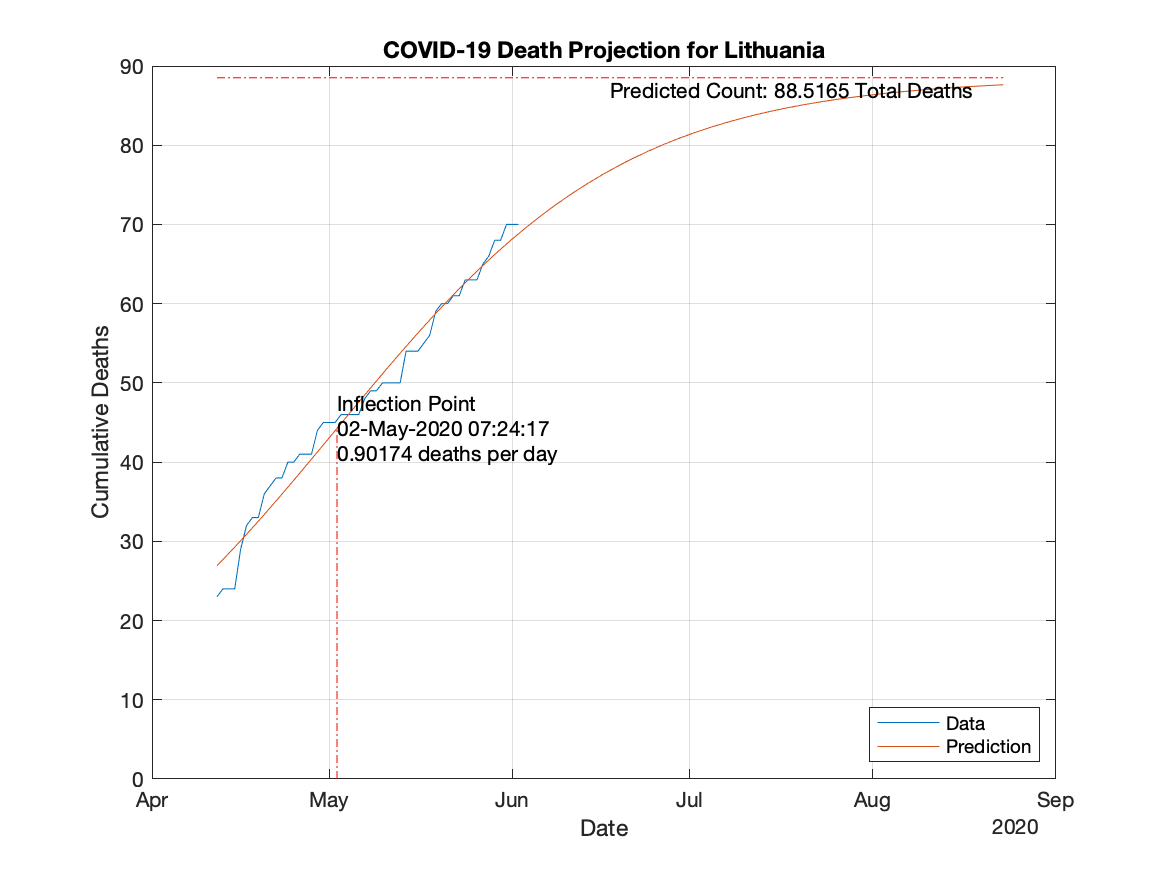 COVID-19 Death Projection for Lithuania
90
80
70
60
50
40
30
20
10
0
Cumulative Deaths
Predicted Count: 88.5165 Total Deaths
Inflection Point
02-May-2020 07:24:17
0.90174 deaths per day
Data
Prediction
Apr May Jun Jul Aug Sep
Date
2020